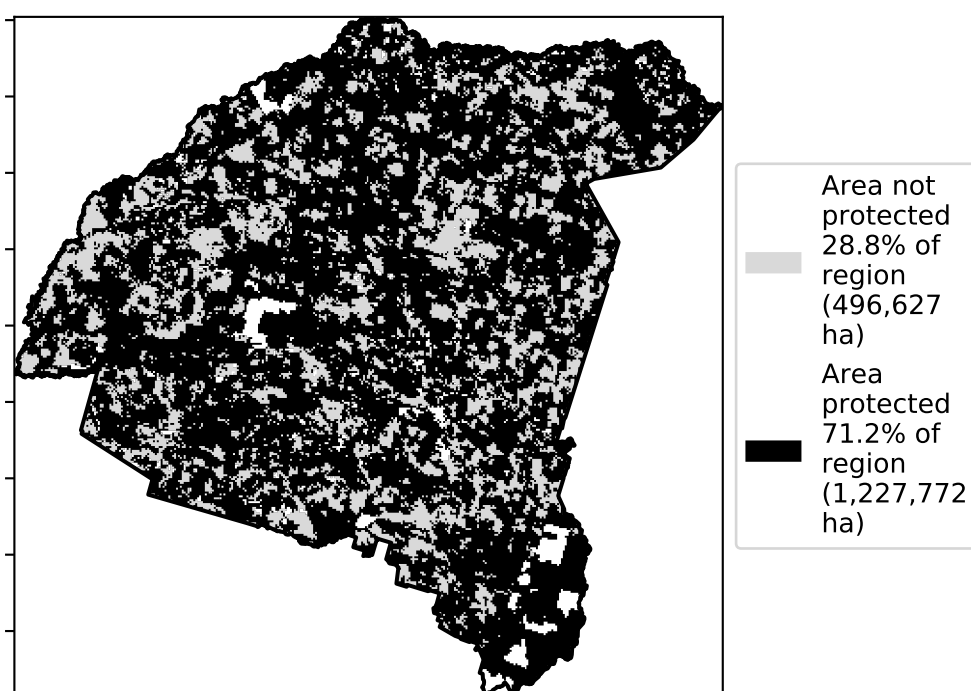 Area not
protected
28.8% of
region
(496,627
ha)
Area
protected
71.2% of
region
(1,227,772
ha)